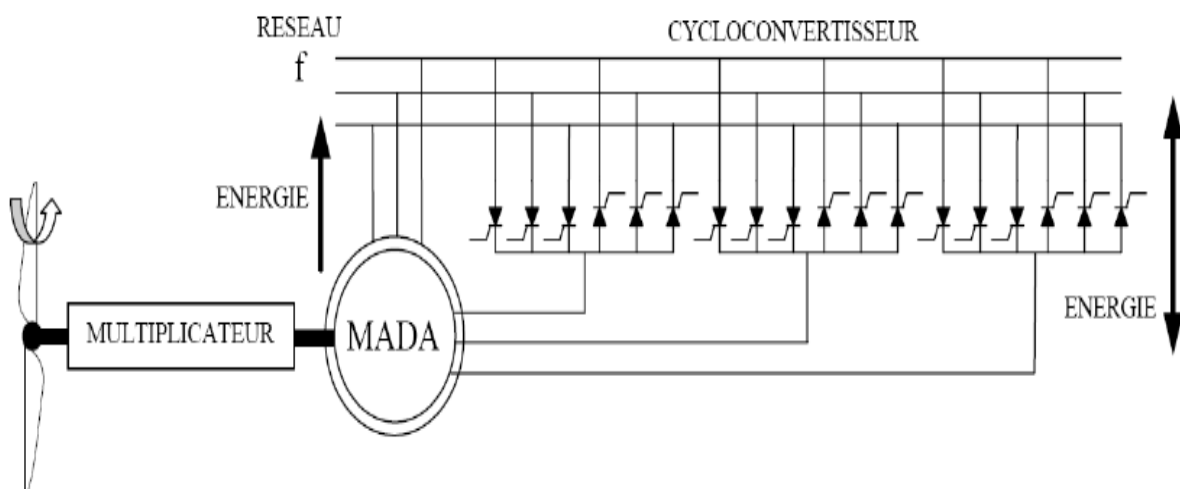 RESEAU
CYCLOCONVERTISSEUR
f
ENERGIE
ENERGIE
MULTIPLICATEUR
MADA